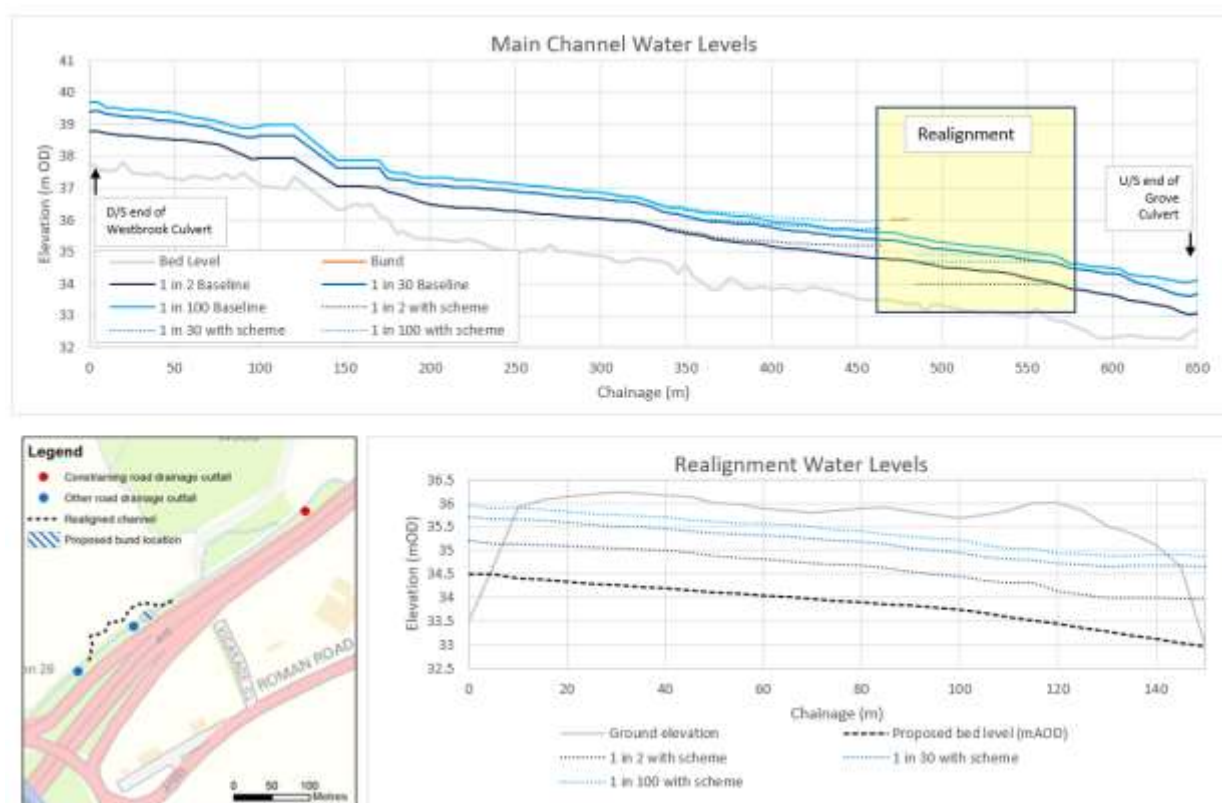 Main Channel Water Levels
41
40
39
38
37
36
35
34
33
32
Elevation (m OD)
D/S end of
Westbrook Culvert
Realignment
U/S end of
Grove
Culvert
Bed Level
Bund
1 in 2 Baseline
1 in 30 Baseline
1 in 100 Baseline
1 in 2 with scheme
1 in 30 with scheme
1 in 100 with scheme
0 50 100 150 200 250 300 350 400 450 500 550 600 650
Chainage (m)
Legend
Constraining road drainage outfall
Other road drainage outfall
Realigned channel
Proposed bund location
ROMAN ROAD
0 50 100
Metres
Realignment Water Levels
36.5
36
35.5
35
34.5
34
33.5
33
32.5
Elevation (mOD)
0 20 40 60 80 100 120 140
Chainage (m)
Ground elevation
Proposed bed level (mAOD)
1 in 2 with scheme
1 in 30 with scheme
1 in 100 with scheme